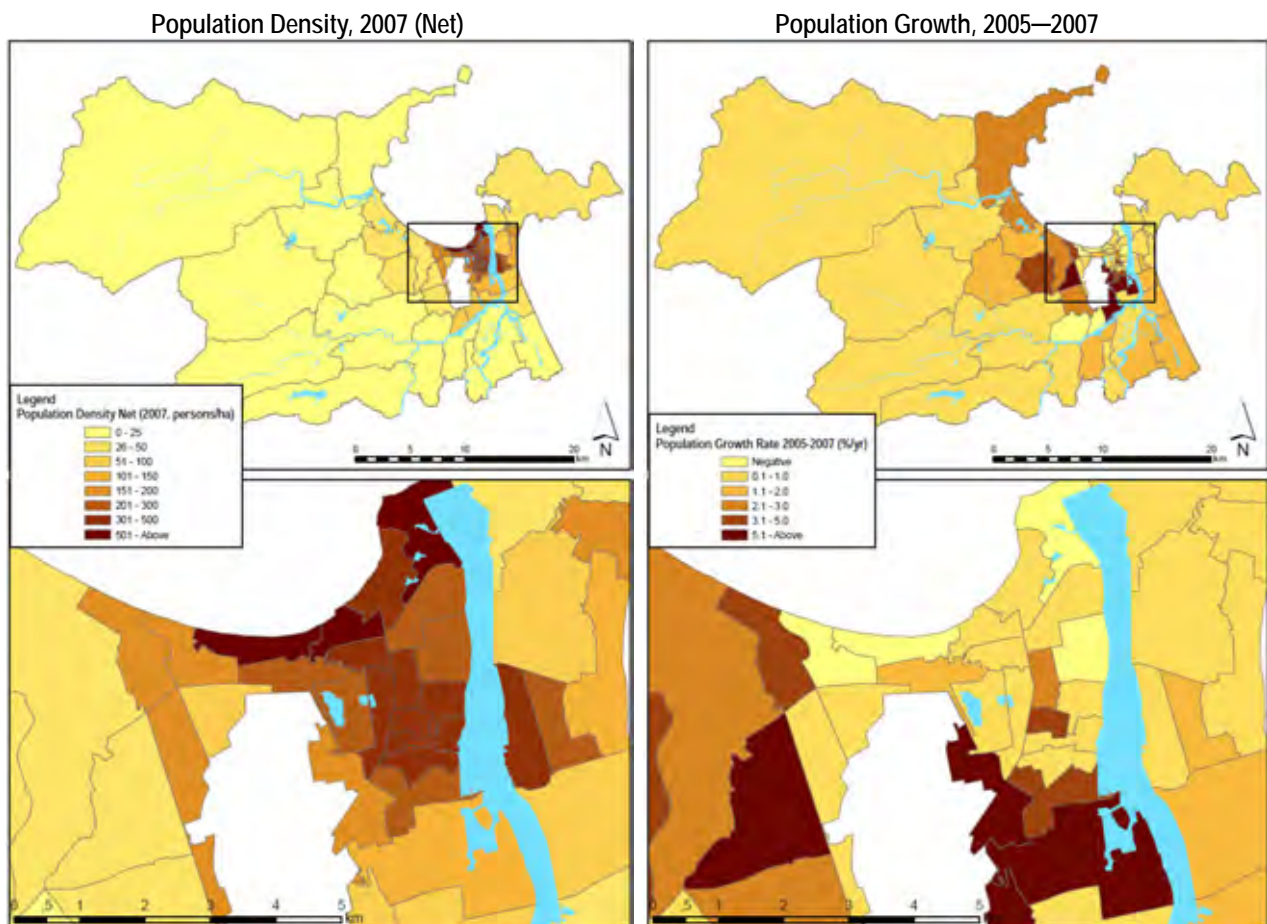 Population Density, 2007 (Net)
Population Growth, 2005—2007
Legend
Population Density Net (2007, persons/ha)
0 - 25
26 - 50
51 - 100
101 - 150
151 - 200
201 - 300
301 - 500
501 - Above
0 10 20
km
N
Legend
Population Growth Rate 2005-2007 (%/yr)
Negative
0.1 - 1.0
1.1 - 2.0
2.1 - 3.0
3.1 - 5.0
5.1 - Above
0 10 20
km
N
0 .5 1 2 3 4 5
km
0 .5 1 2 3 4 5
km